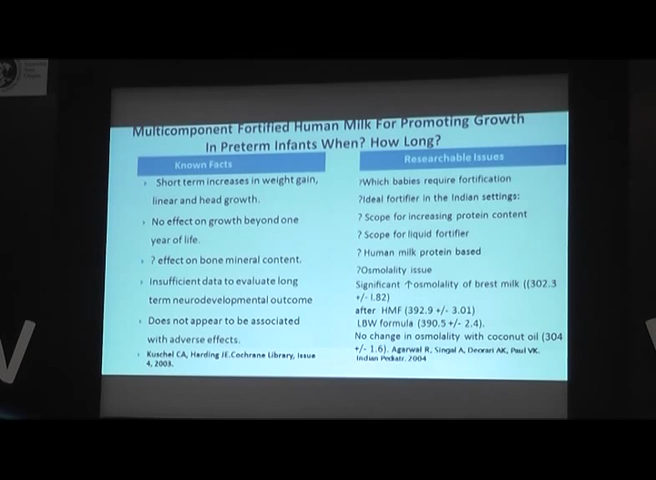 Multicomponent Fortified Human Milk For Promoting Growth
In Preterm Infants When? How Long?
Known Facts
› Short term increases in weight gain,
linear and head growth.
› No effect on growth beyond one
year of life.
› ? effect on bone mineral content.
› Insufficient data to evaluate long
term neurodevelopmental outcome
› Does not appear to be associated
with adverse effects.
› Kuschel CA, Harding JE.Cochrane Library, Issue
4, 2003.
Researchable Issues
?Which babies require fortification
?Ideal fortifier in the Indian settings:
? Scope for increasing protein content
? Scope for liquid fortifier
? Human milk protein based
?Osmolality issue
Significant ↑osmolality of brest milk ((302.3
+/- 1.82)
after HMF (392.9 +/- 3.01)
LBW formula (390.5 +/- 2.4).
No change in osmolality with coconut oil (304
+/- 1.6). Agarwal R, Singal A, Deorari AK, Paul VK.
Indian Pediatr. 2004